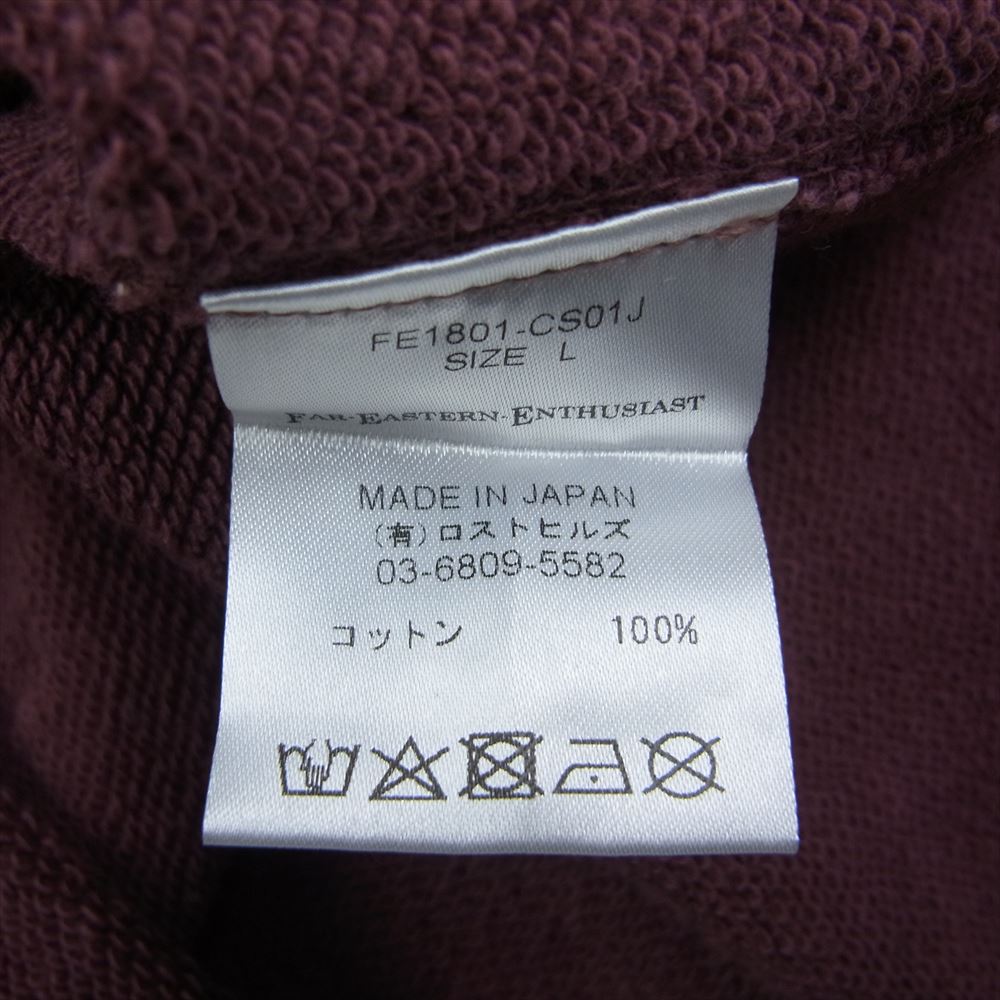 FE1801-CS01J
SIZE L
FAR-EASTERN-ENTHUSIAST
MADE IN JAPAN
(有)ロストヒルズ
03-6809-5582
コットン 100%